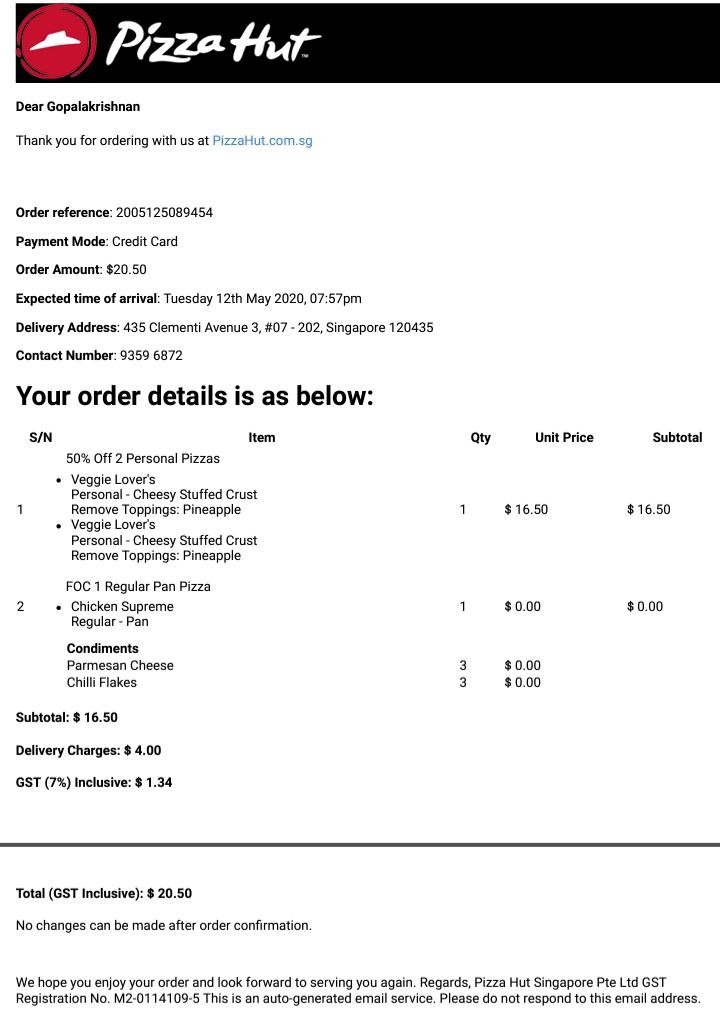 Pizza Hut™
Dear Gopalakrishnan
Thank you for ordering with us at PizzaHut.com.sg
Order reference: 2005125089454
Payment Mode: Credit Card
Order Amount: $20.50
Expected time of arrival: Tuesday 12th May 2020, 07:57pm
Delivery Address: 435 Clementi Avenue 3, #07 - 202, Singapore 120435
Contact Number: 9359 6872
Your order details is as below:
S/N Item Qty Unit Price Subtotal
50% Off 2 Personal Pizzas
• Veggie Lover's
Personal - Cheesy Stuffed Crust
1 Remove Toppings: Pineapple 1 $ 16.50 $ 16.50
• Veggie Lover's
Personal - Cheesy Stuffed Crust
Remove Toppings: Pineapple
FOC 1 Regular Pan Pizza
2 • Chicken Supreme 1 $ 0.00 $ 0.00
Regular - Pan
Condiments
Parmesan Cheese 3 $ 0.00
Chilli Flakes 3 $ 0.00
Subtotal: $ 16.50
Delivery Charges: $ 4.00
GST (7%) Inclusive: $ 1.34
Total (GST Inclusive): $ 20.50
No changes can be made after order confirmation.
We hope you enjoy your order and look forward to serving you again. Regards, Pizza Hut Singapore Pte Ltd GST
Registration No. M2-0114109-5 This is an auto-generated email service. Please do not respond to this email address.